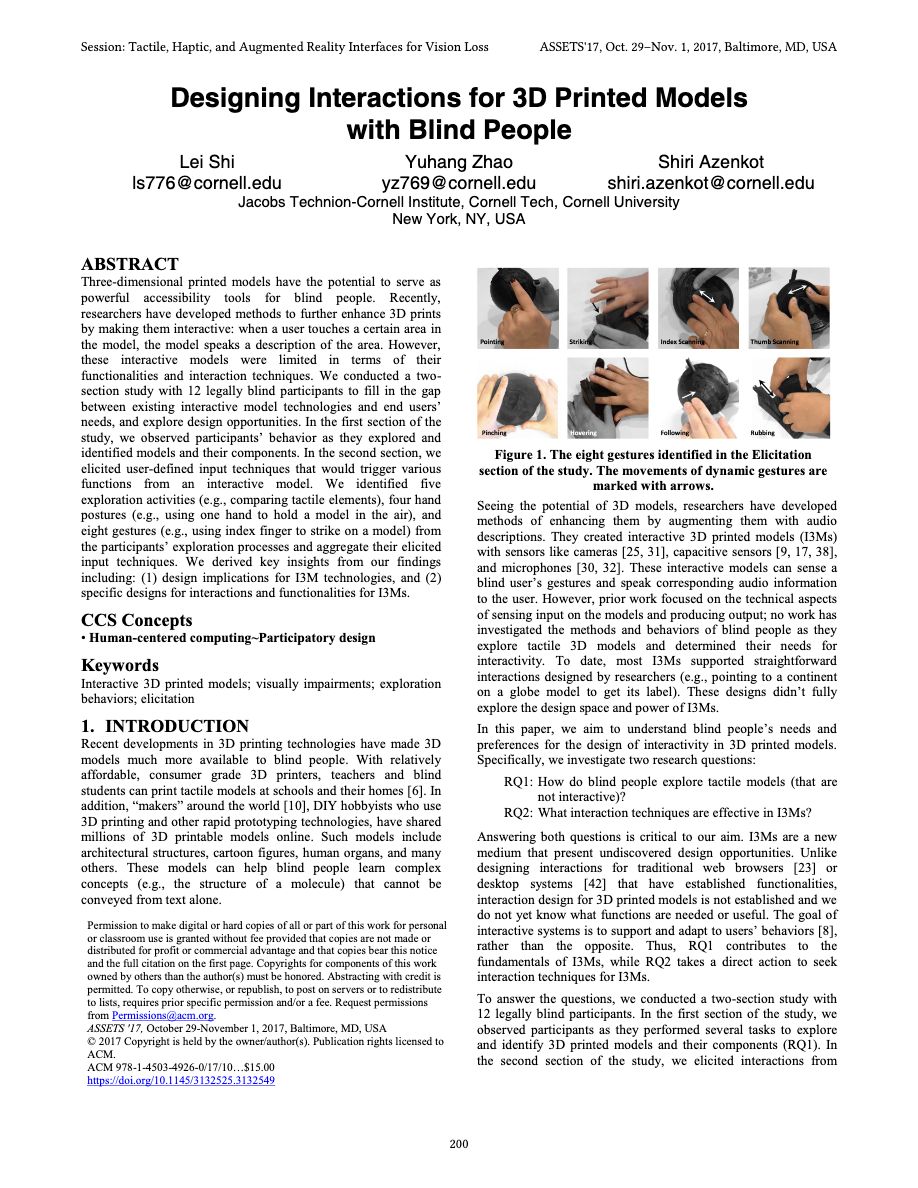 Session: Tactile, Haptic, and Augmented Reality Interfaces for Vision Loss
ASSETS'17, Oct. 29–Nov. 1, 2017, Baltimore, MD, USA
Designing Interactions for 3D Printed Models
with Blind People
Lei Shi
ls776@cornell.edu
Yuhang Zhao
yz769@cornell.edu
Shiri Azenkot
shiri.azenkot@cornell.edu
Jacobs Technion-Cornell Institute, Cornell Tech, Cornell University
New York, NY, USA
ABSTRACT
Three-dimensional printed models have the potential to serve as
powerful accessibility tools for blind people. Recently,
researchers have developed methods to further enhance 3D prints
by making them interactive: when a user touches a certain area in
the model, the model speaks a description of the area. However,
these interactive models were limited in terms of their
functionalities and interaction techniques. We conducted a two-
section study with 12 legally blind participants to fill in the gap
between existing interactive model technologies and end users'
needs, and explore design opportunities. In the first section of the
study, we observed participants' behavior as they explored and
identified models and their components. In the second section, we
elicited user-defined input techniques that would trigger various
functions from an interactive model. We identified five
exploration activities (e.g., comparing tactile elements), four hand
postures (e.g., using one hand to hold a model in the air), and
eight gestures (e.g., using index finger to strike on a model) from
the participants' exploration processes and aggregate their elicited
input techniques. We derived key insights from our findings
including: (1) design implications for I3M technologies, and (2)
specific designs for interactions and functionalities for I3Ms.
CCS Concepts
• Human-centered computing~Participatory design
Keywords
Interactive 3D printed models; visually impairments; exploration
behaviors; elicitation
1. INTRODUCTION
Recent developments in 3D printing technologies have made 3D
models much more available to blind people. With relatively
affordable, consumer grade 3D printers, teachers and blind
students can print tactile models at schools and their homes [6]. In
addition, "makers" around the world [10], DIY hobbyists who use
3D printing and other rapid prototyping technologies, have shared
millions of 3D printable models online. Such models include
architectural structures, cartoon figures, human organs, and many
others. These models can help blind people learn complex
concepts (e.g., the structure of a molecule) that cannot be
conveyed from text alone.
Permission to make digital or hard copies of all or part of this work for personal
or classroom use is granted without fee provided that copies are not made or
distributed for profit or commercial advantage and that copies bear this notice
and the full citation on the first page. Copyrights for components of this work
owned by others than the author(s) must be honored. Abstracting with credit is
permitted. To copy otherwise, or republish, to post on servers or to redistribute
to lists, requires prior specific permission and/or a fee. Request permissions
from Permissions@acm.org.
ASSETS '17, October 29-November 1, 2017, Baltimore, MD, USA
© 2017 Copyright is held by the owner/author(s). Publication rights licensed to
ACM.
ACM 978-1-4503-4926-0/17/10…$15.00
https://doi.org/10.1145/3132525.3132549
Pointing
Striking
Index Scanning
Thumb Scanning
Pinching
Hovering
Following
Rubbing
Figure 1. The eight gestures identified in the Elicitation
section of the study. The movements of dynamic gestures are
marked with arrows.
Seeing the potential of 3D models, researchers have developed
methods of enhancing them by augmenting them with audio
descriptions. They created interactive 3D printed models (I3Ms)
with sensors like cameras [25, 31], capacitive sensors [9, 17, 38],
and microphones [30, 32]. These interactive models can sense a
blind user's gestures and speak corresponding audio information
to the user. However, prior work focused on the technical aspects
of sensing input on the models and producing output; no work has
investigated the methods and behaviors of blind people as they
explore tactile 3D models and determined their needs for
interactivity. To date, most I3Ms supported straightforward
interactions designed by researchers (e.g., pointing to a continent
on a globe model to get its label). These designs didn't fully
explore the design space and power of I3Ms.
In this paper, we aim to understand blind people's needs and
preferences for the design of interactivity in 3D printed models.
Specifically, we investigate two research questions:
RQ1: How do blind people explore tactile models (that are
not interactive)?
RQ2: What interaction techniques are effective in I3Ms?
Answering both questions is critical to our aim. I3Ms are a new
medium that present undiscovered design opportunities. Unlike
designing interactions for traditional web browsers [23] or
desktop systems [42] that have established functionalities,
interaction design for 3D printed models is not established and we
do not yet know what functions are needed or useful. The goal of
interactive systems is to support and adapt to users' behaviors [8],
rather than the opposite. Thus, RQ1 contributes to the
fundamentals of I3Ms, while RQ2 takes a direct action to seek
interaction techniques for I3Ms.
To answer the questions, we conducted a two-section study with
12 legally blind participants. In the first section of the study, we
observed participants as they performed several tasks to explore
and identify 3D printed models and their components (RQ1). In
the second section of the study, we elicited interactions from
200